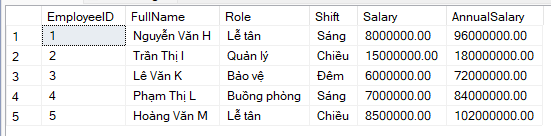 EmployeeID FullName Role Shift Salary AnnualSalary
1 1 Nguyễn Văn H Lễ tân Sáng 8000000.00 96000000.00
2 2 Trần Thị I Quản lý Chiều 15000000.00 180000000.00
3 3 Lê Văn K Bảo vệ Đêm 6000000.00 72000000.00
4 4 Phạm Thị L Buồng phòng Sáng 7000000.00 84000000.00
5 5 Hoàng Văn M Lễ tân Chiều 8500000.00 102000000.00